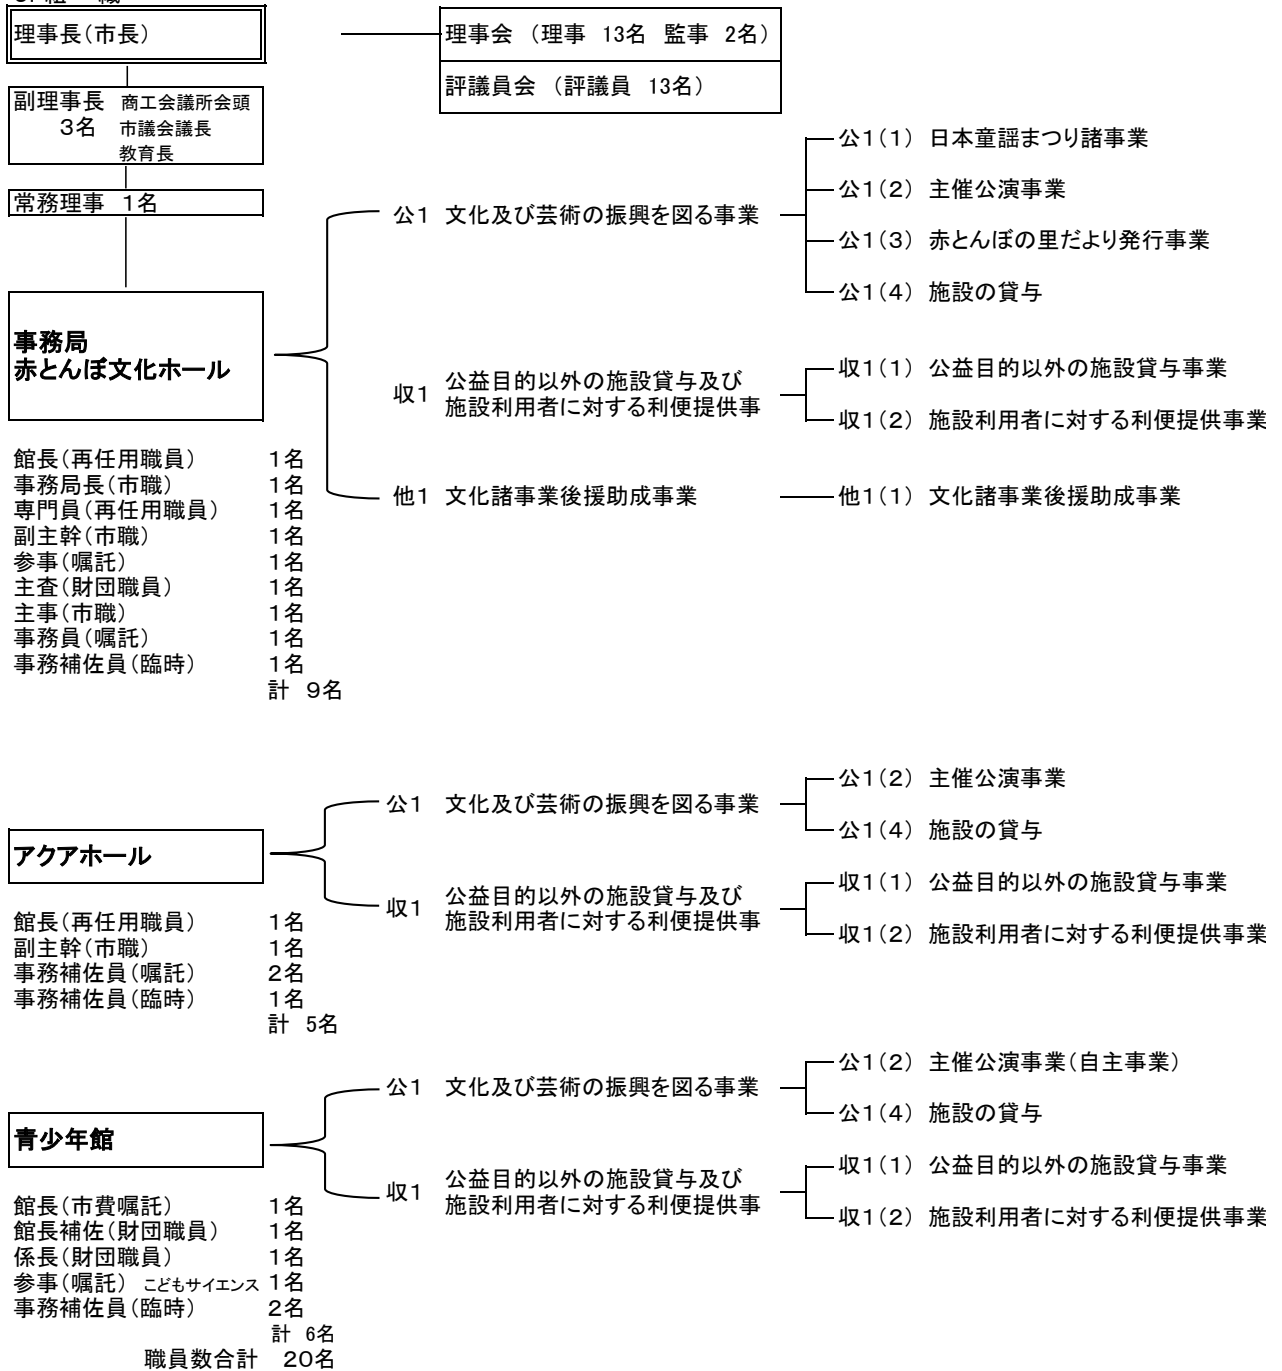 理事長（市長）
理事会 （理事 13名 監事 2名）
評議員会 （評議員 13名）
副理事長 商工会議所会頭
3名 市議会議長
教育長
常務理事 1名
事務局
赤とんぼ文化ホール
公1 文化及び芸術の振興を図る事業
公1（1） 日本童謡まつり諸事業
公1（2） 主催公演事業
公1（3） 赤とんぼの里だより発行事業
公1（4） 施設の貸与
収1 公益目的以外の施設貸与及び
施設利用者に対する利便提供事
収1（1） 公益目的以外の施設貸与事業
収1（2） 施設利用者に対する利便提供事業
他1 文化諸事業後援助成事業
他1（1） 文化諸事業後援助成事業
館長（再任用職員） 1名
事務局長（市職） 1名
専門員（再任用職員） 1名
副主幹（市職） 1名
参事（嘱託） 1名
主査（財団職員） 1名
主事（市職） 1名
事務員（嘱託） 1名
事務補佐員（臨時） 1名
計 9名
アクアホール
公1 文化及び芸術の振興を図る事業
公1（2） 主催公演事業
公1（4） 施設の貸与
収1 公益目的以外の施設貸与及び
施設利用者に対する利便提供事
収1（1） 公益目的以外の施設貸与事業
収1（2） 施設利用者に対する利便提供事業
館長（再任用職員） 1名
副主幹（市職） 1名
事務補佐員（嘱託） 2名
事務補佐員（臨時） 1名
計 5名
青少年館
公1 文化及び芸術の振興を図る事業
公1（2） 主催公演事業（自主事業）
公1（4） 施設の貸与
収1 公益目的以外の施設貸与及び
施設利用者に対する利便提供事
収1（1） 公益目的以外の施設貸与事業
収1（2） 施設利用者に対する利便提供事業
館長（市費嘱託） 1名
館長補佐（財団職員） 1名
係長（財団職員） 1名
参事（嘱託） こどもサイエンス 1名
事務補佐員（臨時） 2名
計 6名
職員数合計 20名